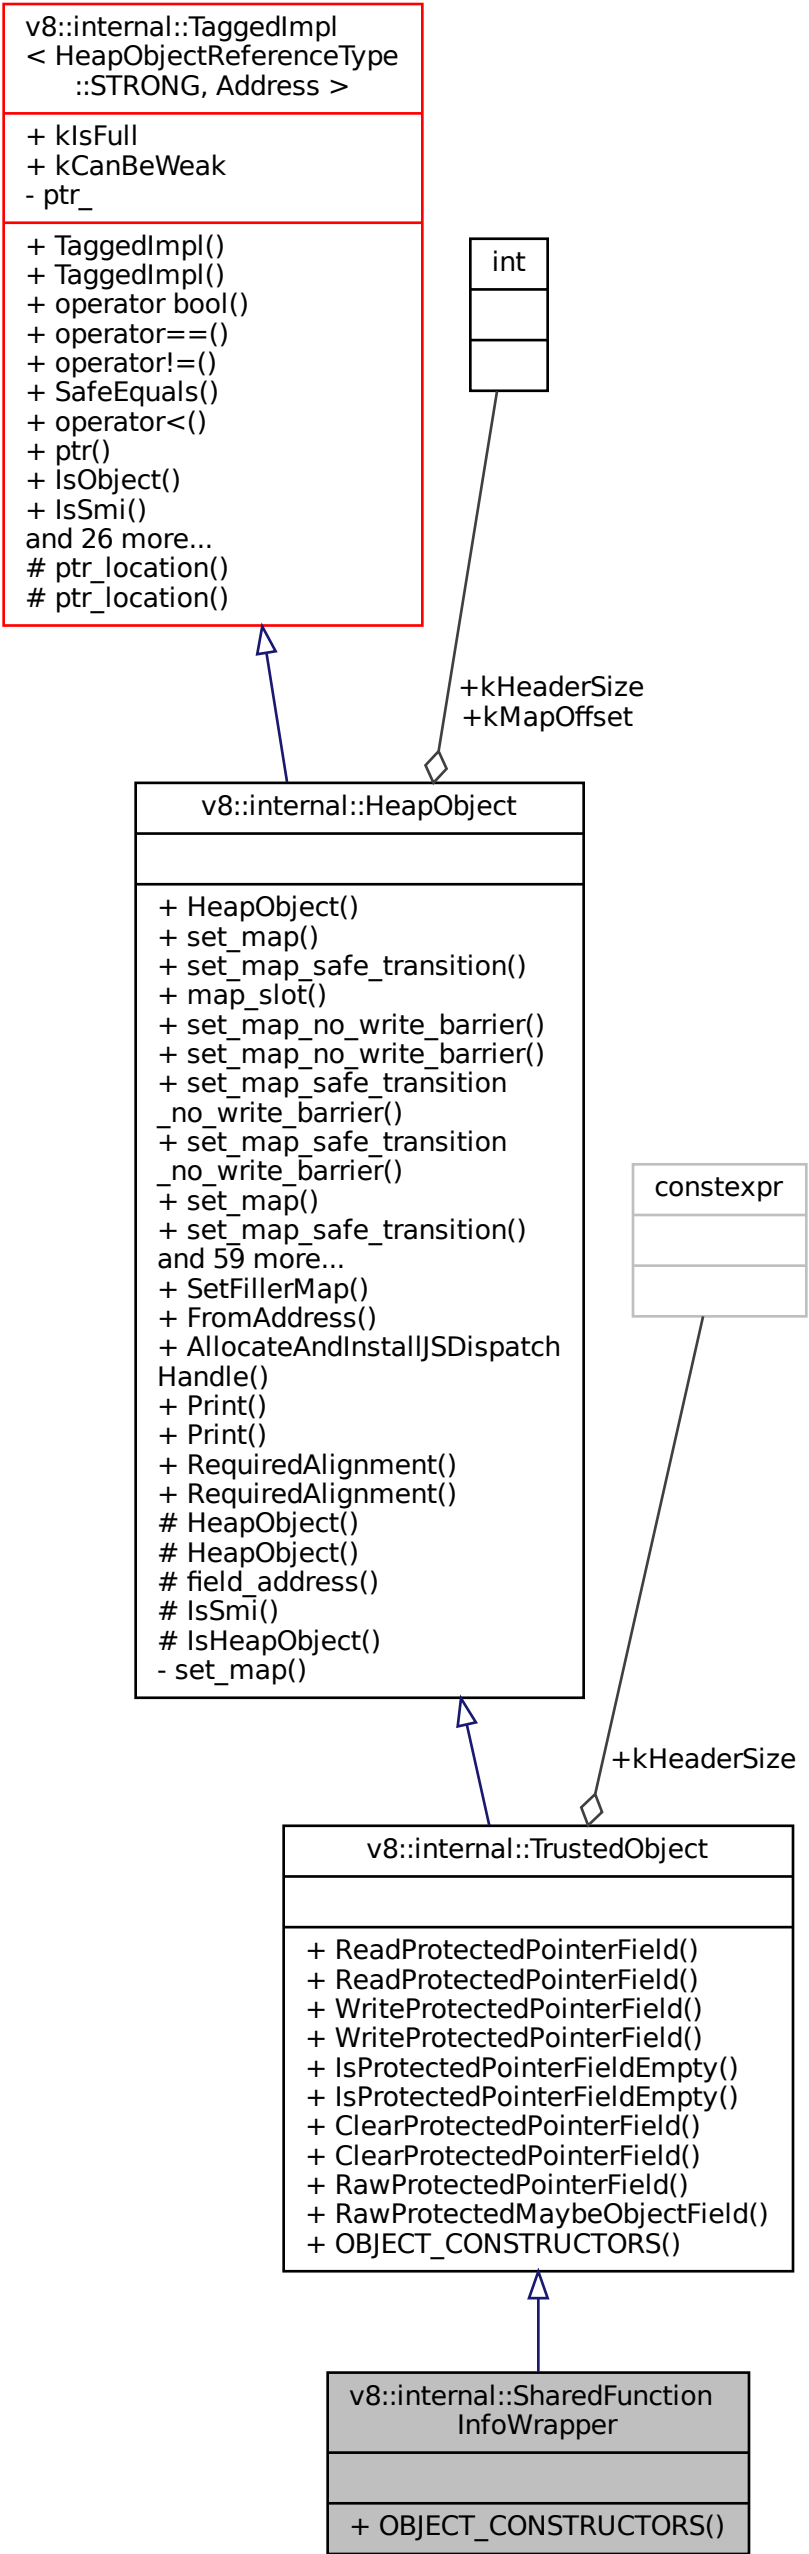 v8::internal::TaggedImpl
< HeapObjectReferenceType
::STRONG, Address >
+ kIsFull
+ kCanBeWeak
- ptr_
+ TaggedImpl()
+ TaggedImpl()
+ operator bool()
+ operator==()
+ operator!=()
+ SafeEquals()
+ operator<()
+ ptr()
+ IsObject()
+ IsSmi()
and 26 more...
# ptr_location()
# ptr_location()
int
+kHeaderSize
+kMapOffset
v8::internal::HeapObject
+ HeapObject()
+ set_map()
+ set_map_safe_transition()
+ map_slot()
+ set_map_no_write_barrier()
+ set_map_no_write_barrier()
+ set_map_safe_transition
_no_write_barrier()
+ set_map_safe_transition
_no_write_barrier()
+ set_map()
+ set_map_safe_transition()
and 59 more...
+ SetFillerMap()
+ FromAddress()
+ AllocateAndInstallJSDispatch
Handle()
+ Print()
+ Print()
+ RequiredAlignment()
+ RequiredAlignment()
# HeapObject()
# HeapObject()
# field_address()
# IsSmi()
# IsHeapObject()
- set_map()
constexpr
+kHeaderSize
v8::internal::TrustedObject
+ ReadProtectedPointerField()
+ ReadProtectedPointerField()
+ WriteProtectedPointerField()
+ WriteProtectedPointerField()
+ IsProtectedPointerFieldEmpty()
+ IsProtectedPointerFieldEmpty()
+ ClearProtectedPointerField()
+ ClearProtectedPointerField()
+ RawProtectedPointerField()
+ RawProtectedMaybeObjectField()
+ OBJECT_CONSTRUCTORS()
v8::internal::SharedFunction
InfoWrapper
+ OBJECT_CONSTRUCTORS()